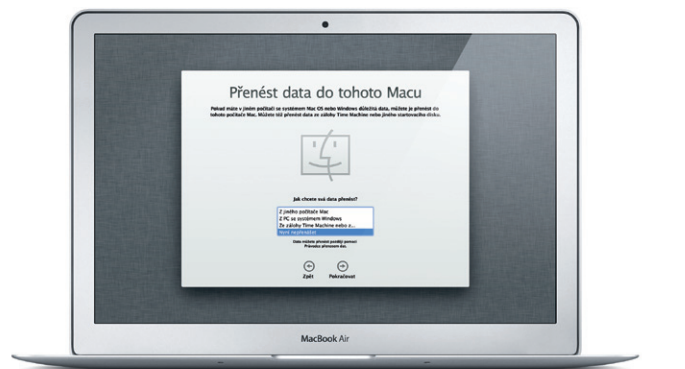 Přenést data do tohoto Macu
Pokud máte v jiném počítači se systémem Mac OS nebo Windows důležitá data, můžete je přenést do
tohoto počítače Mac. Můžete též přenést data ze zálohy Time Machine nebo jiného startovacího disku.
Jak chcete svá data přenést?
Z jiného počítače Mac
Z PC se systémem Windows
Ze zálohy Time Machine nebo z...
Nyní nepřenášet
Data můžete přenést později pomocí
Průvodce přenosem dat.
Zpět Pokračovat
MacBook Air